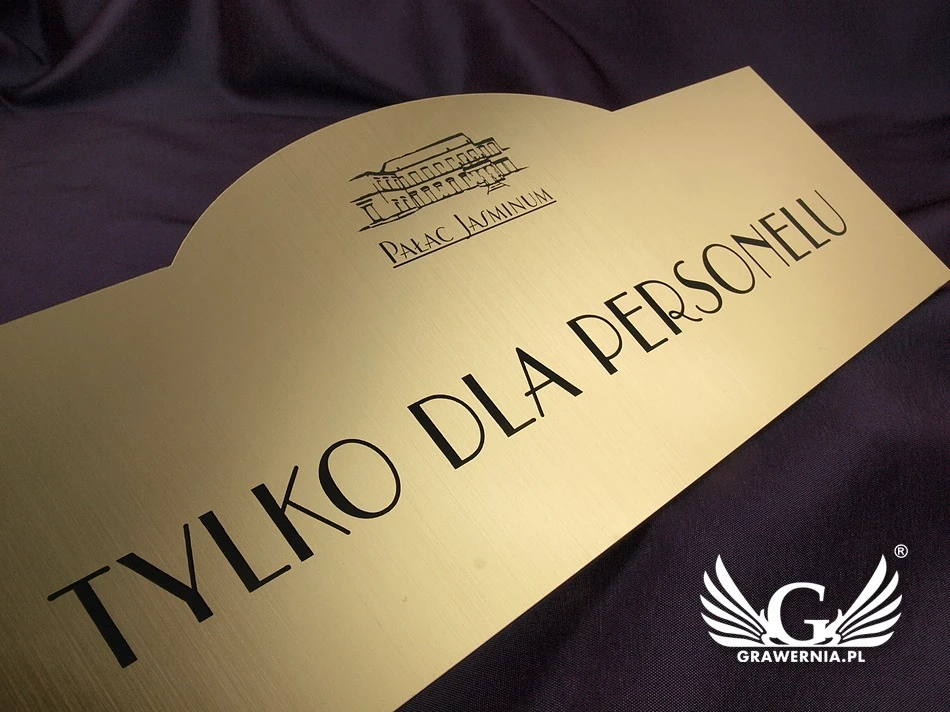 Pałac Jasminum
TYLKO DLA PERSONELU
G ®
GRAWERNIA.PL